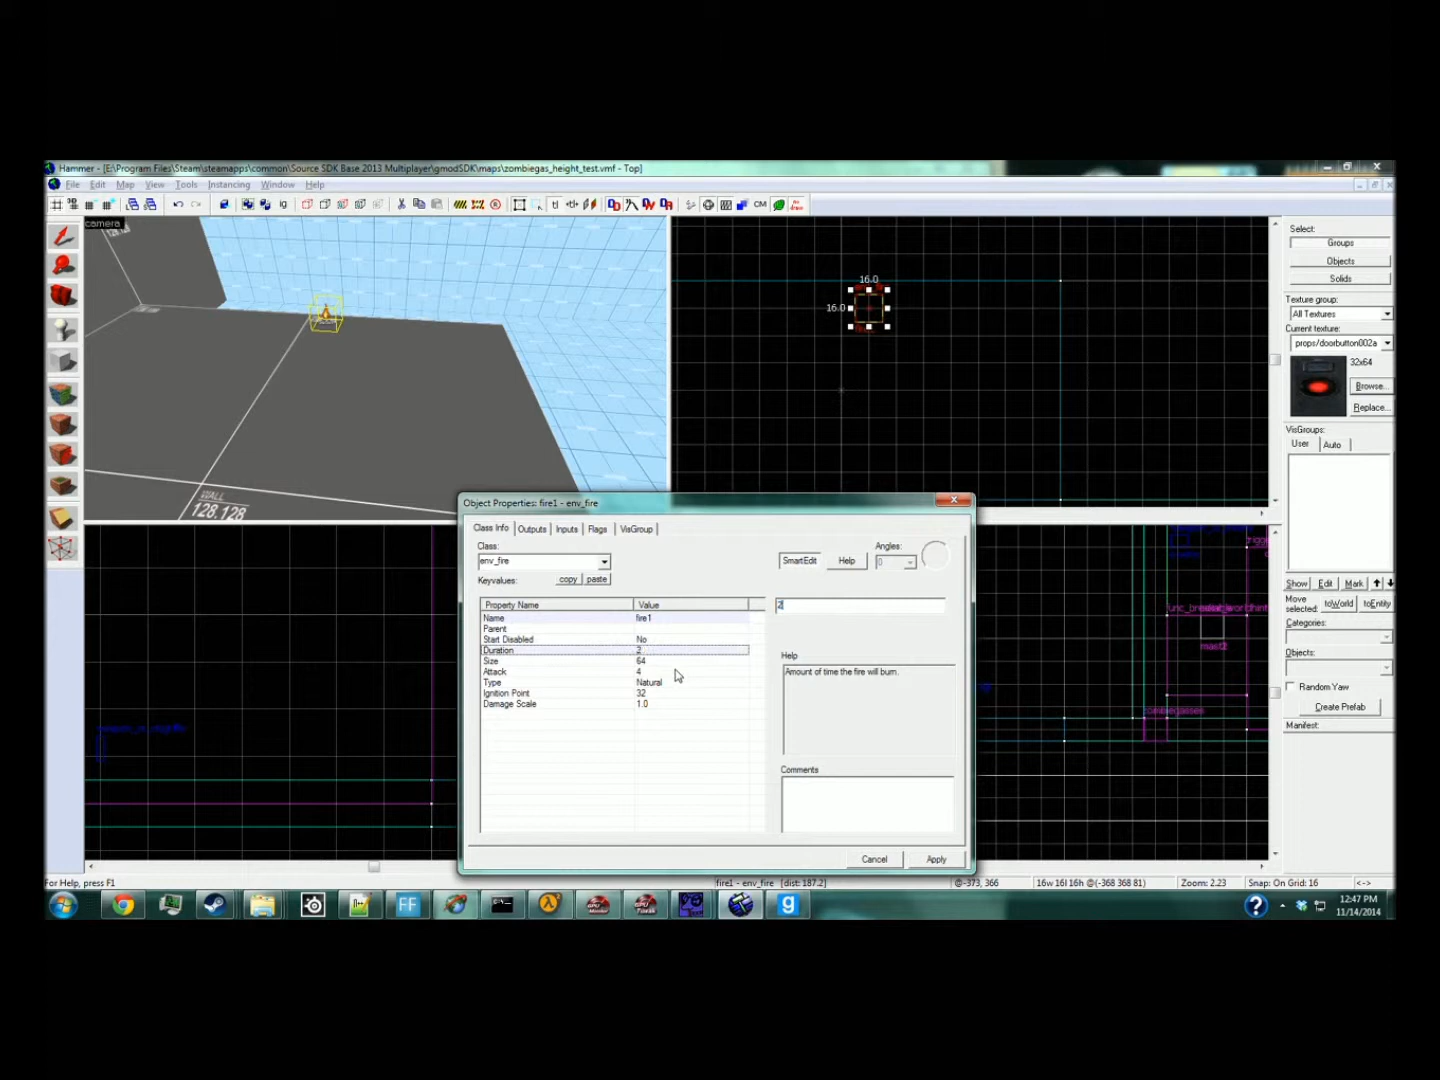 Hammer - [E:\Program Files\Steam\steamapps\common\Source SDK Base 2013 Multiplayer\gmodSDK\maps\zombiegas_height_test.vmf - Top]
File Edit Map View Tools Instancing Window Help
camera
WALL
128.128
16.0
16.0
Select:
Groups
Objects
Solids
Texture group:
All Textures
Current texture:
props/doorbutton002a
32x64
Browse...
Replace...
VisGroups:
User Auto
Show Edit Mark
Move selected: toWorld toEntity
Categories:
Objects:
Random Yaw
Create Prefab
Manifest:
Object Properties: fire1 - env_fire
Class Info Outputs Inputs Flags VisGroup
Class:
env_fire
SmartEdit Help
Angles:
0
Keyvalues: copy paste
Property Name Value
Name fire1
Parent
Start Disabled No
Duration 2
Size 64
Attack 4
Type Natural
Ignition Point 32
Damage Scale 1.0
2
Help
Amount of time the fire will burn.
Comments
Cancel Apply
mast2
zombiegasses
For Help, press F1
fire1 - env_fire [dist: 187.2]
@-373, 366
16w 16l 16h @(-368 368 81)
Zoom: 2.23
Snap: On Grid: 16
<->
FF
12:47 PM
11/14/2014